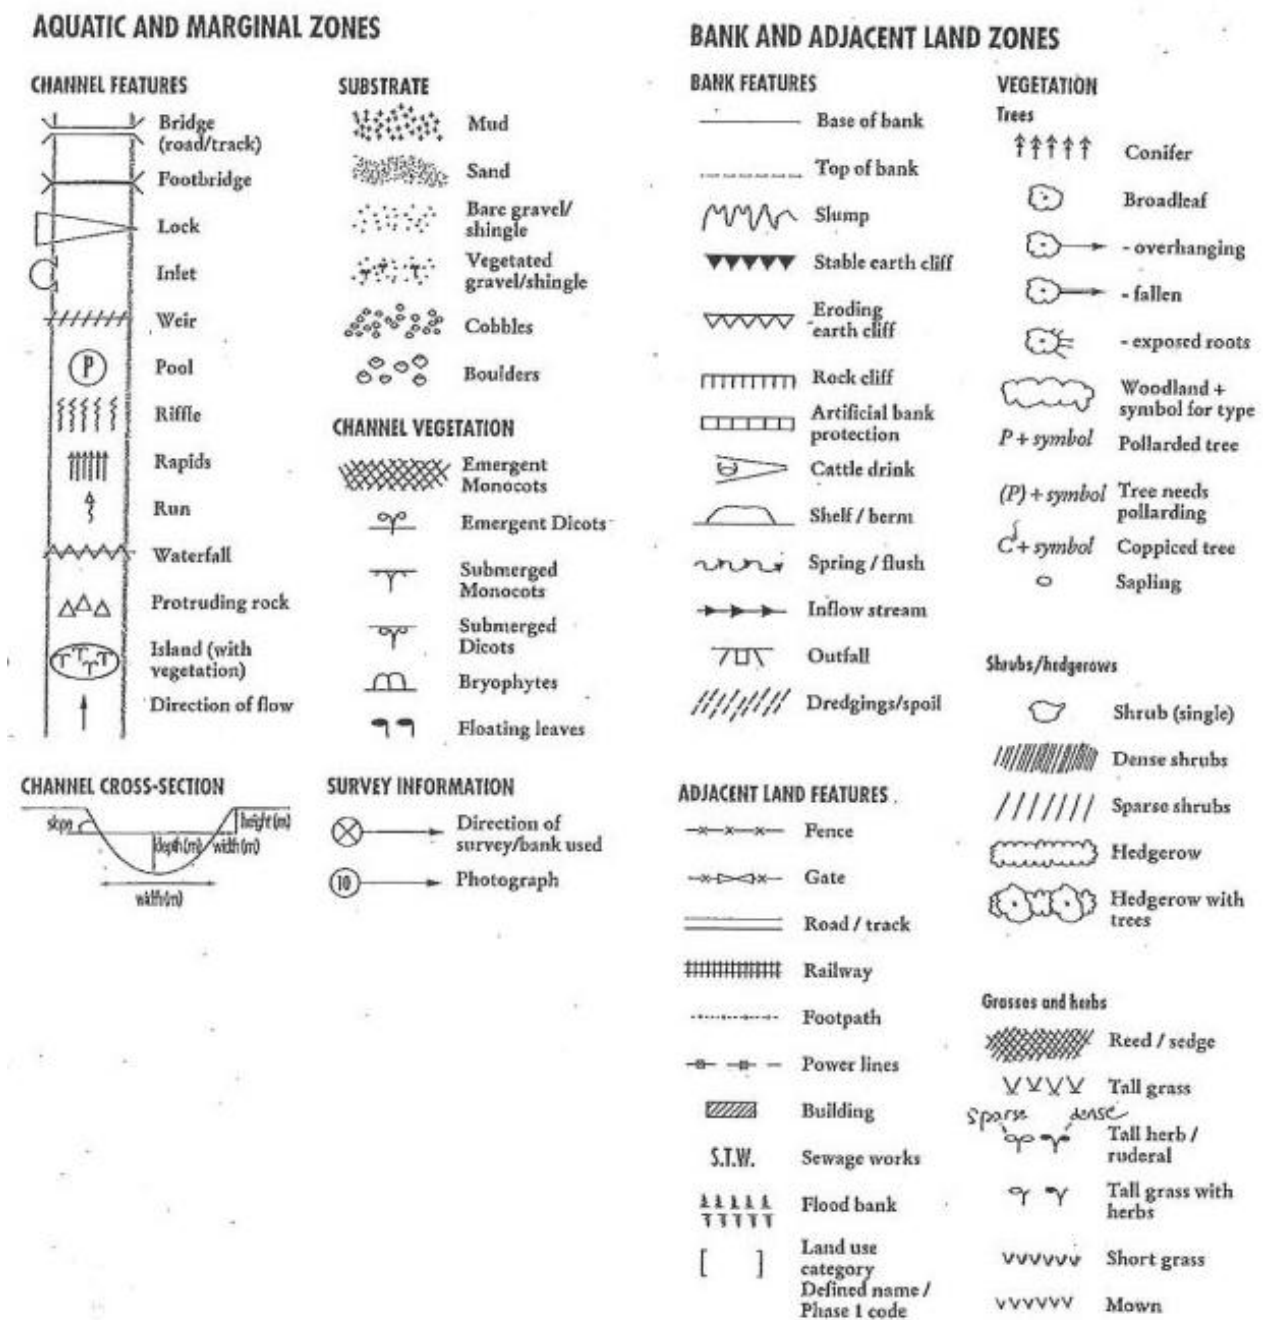 AQUATIC AND MARGINAL ZONES
CHANNEL FEATURES
Bridge
(road/track)
Footbridge
Lock
Inlet
Weir
P
Pool
Riffle
Rapids
Run
Waterfall
Protruding rock
Island (with
vegetation)
Direction of flow
SUBSTRATE
Mud
Sand
Bare gravel/
shingle
Vegetated
gravel/shingle
Cobbles
Boulders
CHANNEL VEGETATION
Emergent
Monocots
Emergent Dicots
Submerged
Monocots
Submerged
Dicots
Bryophytes
Floating leaves
CHANNEL CROSS-SECTION
slope
height(m)
depth(m)
width(m)
width(m)
SURVEY INFORMATION
Direction of
survey/bank used
10
Photograph
BANK AND ADJACENT LAND ZONES
BANK FEATURES
Base of bank
Top of bank
Slump
Stable earth cliff
Eroding
earth cliff
Rock cliff
Artificial bank
protection
Cattle drink
Shelf / berm
Spring / flush
Inflow stream
Outfall
Dredgings/spoil
ADJACENT LAND FEATURES
Fence
Gate
Road / track
Railway
Footpath
Power lines
Building
S.T.W.
Sewage works
Flood bank
[ ]
Land use
category
Defined name /
Phase 1 code
VEGETATION
Trees
Conifer
Broadleaf
- overhanging
- fallen
- exposed roots
Woodland +
symbol for type
P + symbol Pollarded tree
(P) + symbol Tree needs
pollarding
C + symbol Coppiced tree
Sapling
Shrubs/hedgerows
Shrub (single)
Dense shrubs
Sparse shrubs
Hedgerow
Hedgerow with
trees
Grasses and herbs
Reed / sedge
Tall grass
sparse dense
Tall herb /
ruderal
Tall grass with
herbs
Short grass
Mown